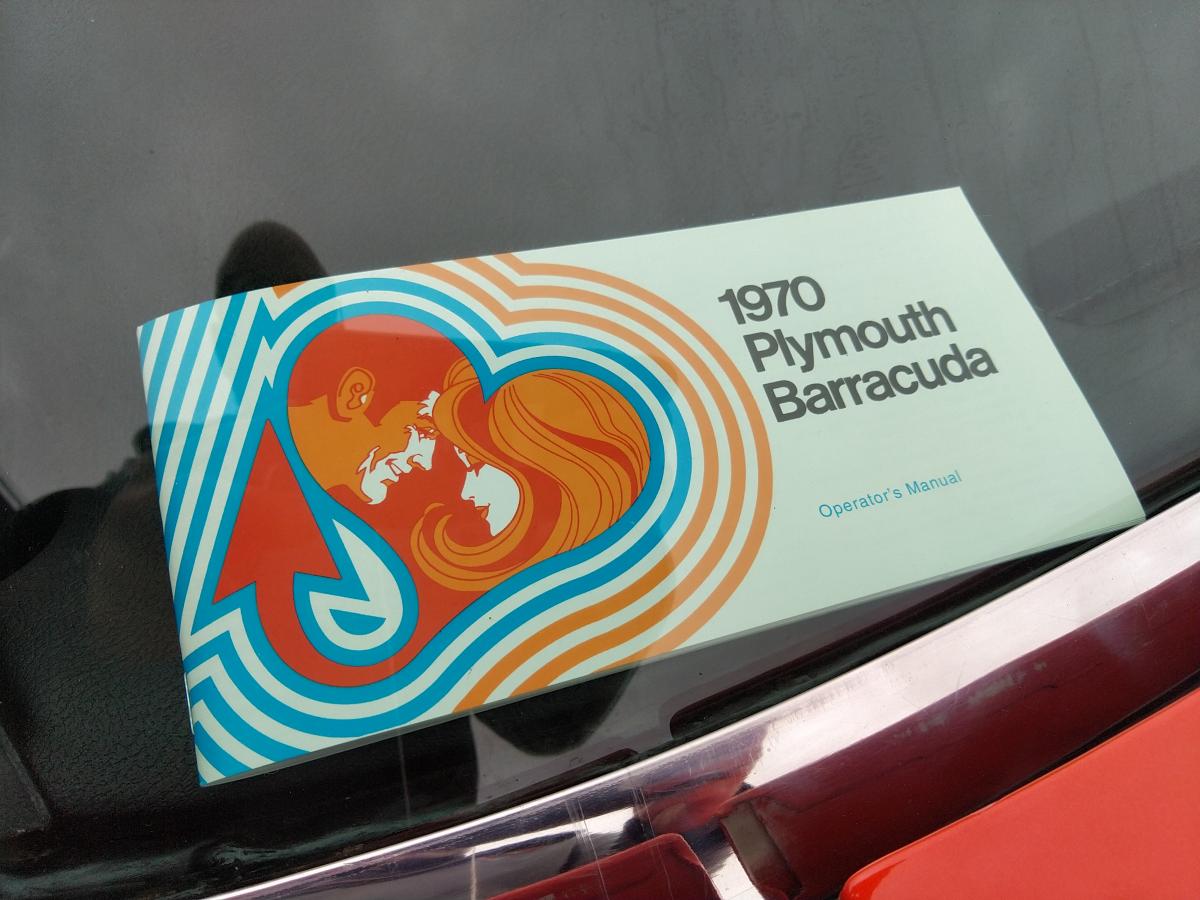 1970
Plymouth
Barracuda
Operator's Manual